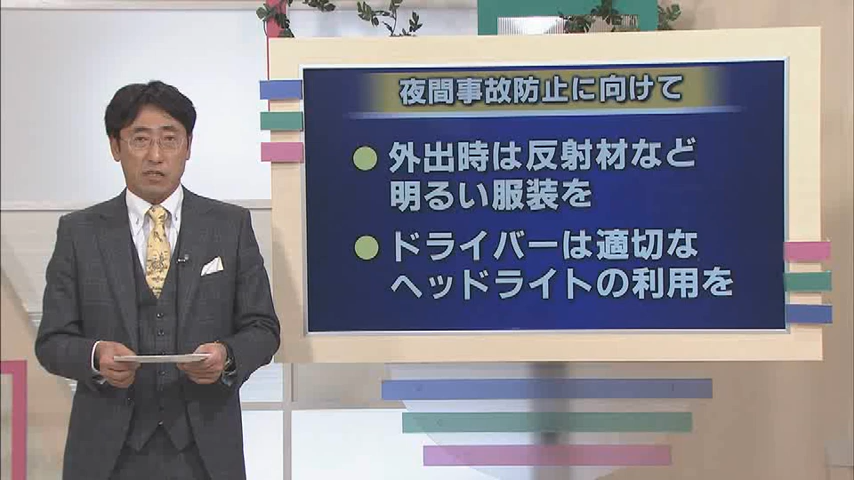 夜間事故防止に向けて
●外出時は反射材など
明るい服装を
●ドライバーは適切な
ヘッドライトの利用を